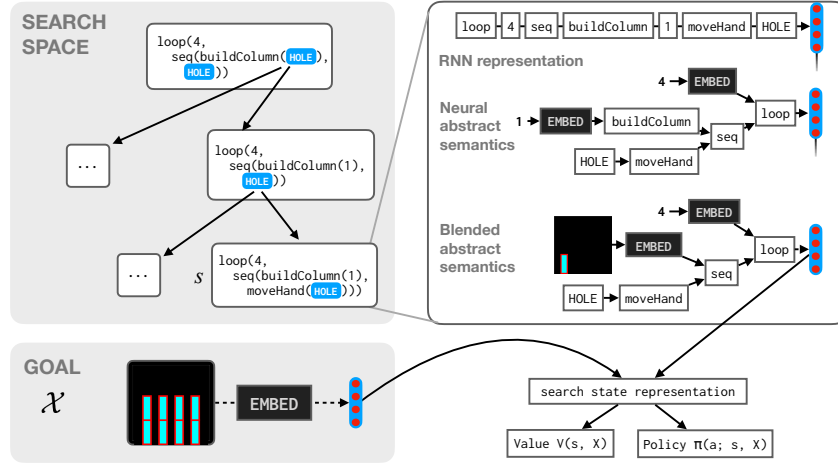 SEARCH
SPACE
loop(4,
seq(buildColumn(HOLE),
HOLE))
...
loop(4,
seq(buildColumn(1),
HOLE))
...
s
loop(4,
seq(buildColumn(1),
moveHand(HOLE)))
loop 4 seq buildColumn 1 moveHand HOLE
RNN representation
Neural
abstract
semantics
4 EMBED
1 EMBED buildColumn
loop
seq
HOLE moveHand
Blended
abstract
semantics
4 EMBED
EMBED
loop
seq
HOLE moveHand
GOAL
X
EMBED
search state representation
Value V(s, X)
Policy π(a; s, X)